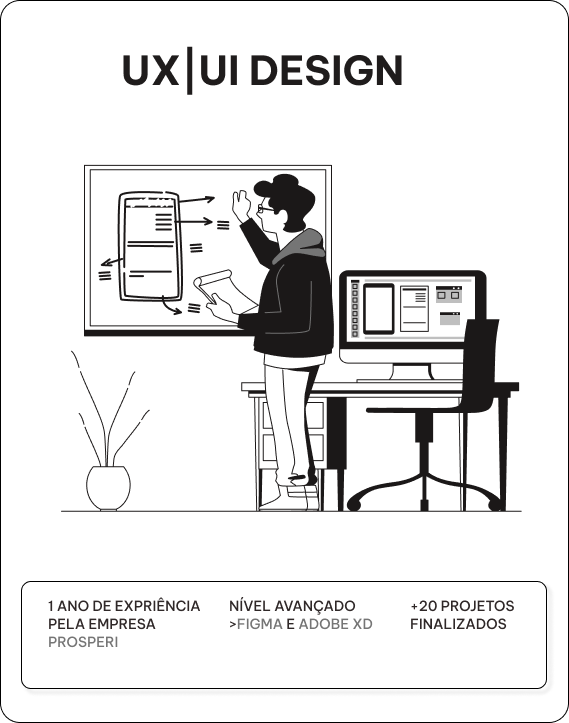 UX|UI DESIGN
1 ANO DE EXPRIÊNCIA
PELA EMPRESA
PROSPERI
NÍVEL AVANÇADO
>FIGMA E ADOBE XD
+20 PROJETOS
FINALIZADOS